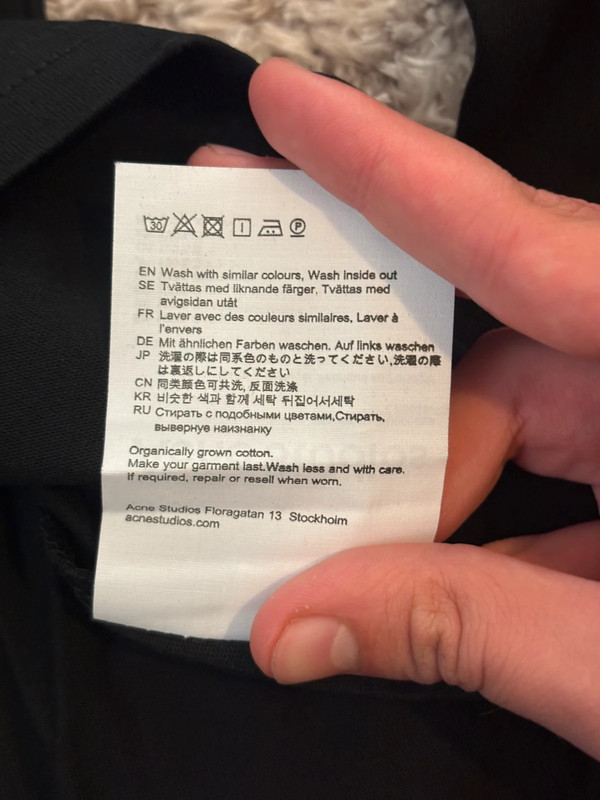 30
P
EN Wash with similar colours, Wash inside out
SE Tvättas med liknande färger, Tvättas med
avigsidan utåt
FR Laver avec des couleurs similaires, Laver à
l'envers
DE Mit ähnlichen Farben waschen. Auf links waschen
JP 洗濯の際は同系色のものと洗ってください,洗濯の際
は裏返しにしてください
CN 同类颜色可共洗, 反面洗涤
KR 비슷한 색과 함께 세탁 뒤집어서세탁
RU Стирать с подобными цветами,Стирать,
вывернуе наизнанку
Organically grown cotton.
Make your garment last.Wash less and with care.
If required, repair or resell when worn.
Acne Studios Floragatan 13 Stockholm
acnestudios.com